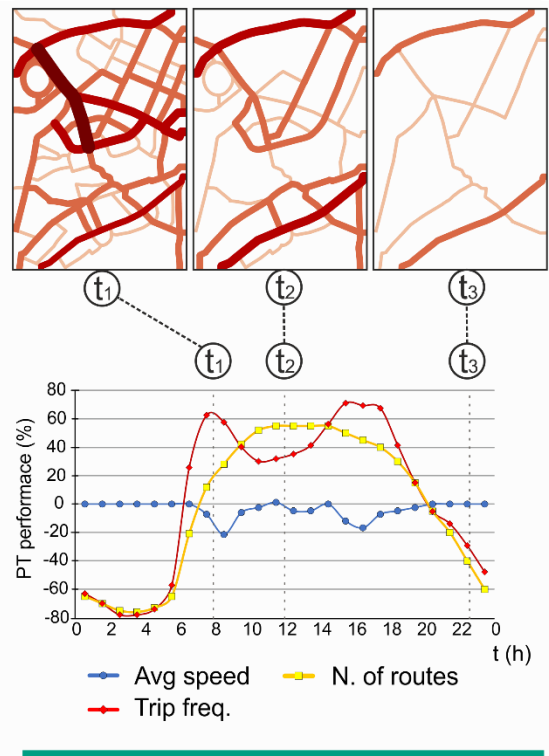 t1 t2 t3
t1 t2 t3
80
60
40
20
0
-20
-40
-60
-80
PT performace (%)
0 2 4 6 8 10 12 14 16 18 20 22 0
t (h)
Avg speed N. of routes
Trip freq.